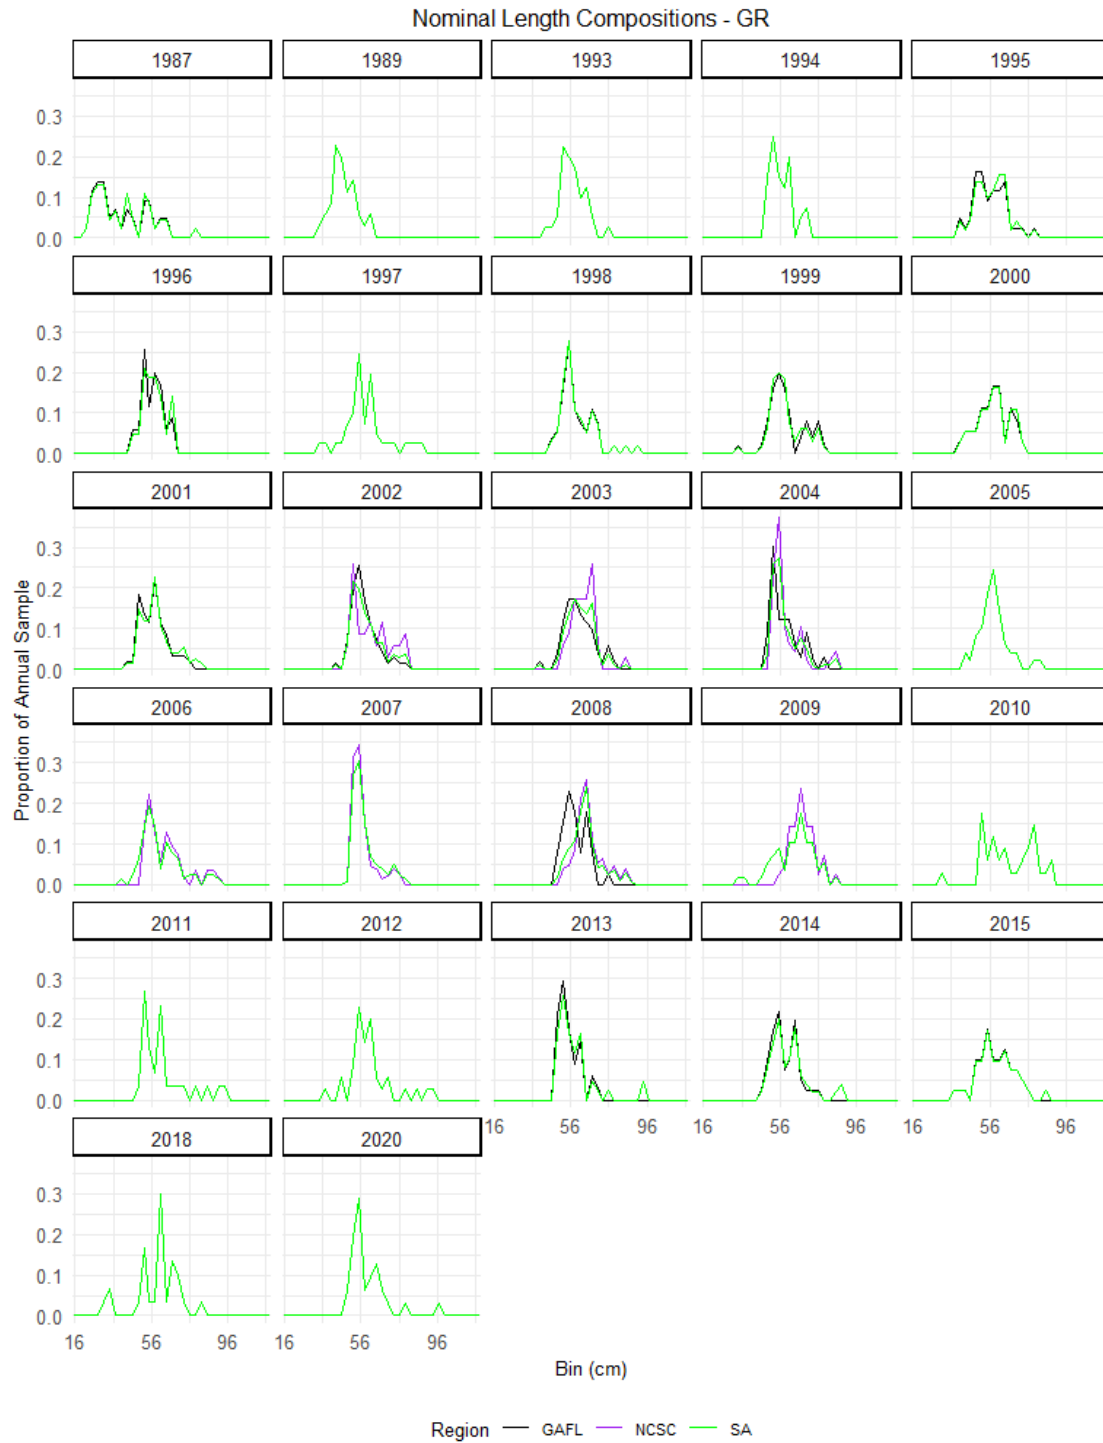 Nominal Length Compositions - GR
1987 1989 1993 1994 1995
0.3
0.2
0.1
0.0
1996 1997 1998 1999 2000
0.3
0.2
0.1
0.0
2001 2002 2003 2004 2005
0.3
0.2
0.1
0.0
Proportion of Annual Sample
2006 2007 2008 2009 2010
0.3
0.2
0.1
0.0
2011 2012 2013 2014 2015
0.3
0.2
0.1
0.0
16 56 96 16 56 96 16 56 96
2018 2020
0.3
0.2
0.1
0.0
16 56 96 16 56 96
Bin (cm)
Region GAFL NCSC SA